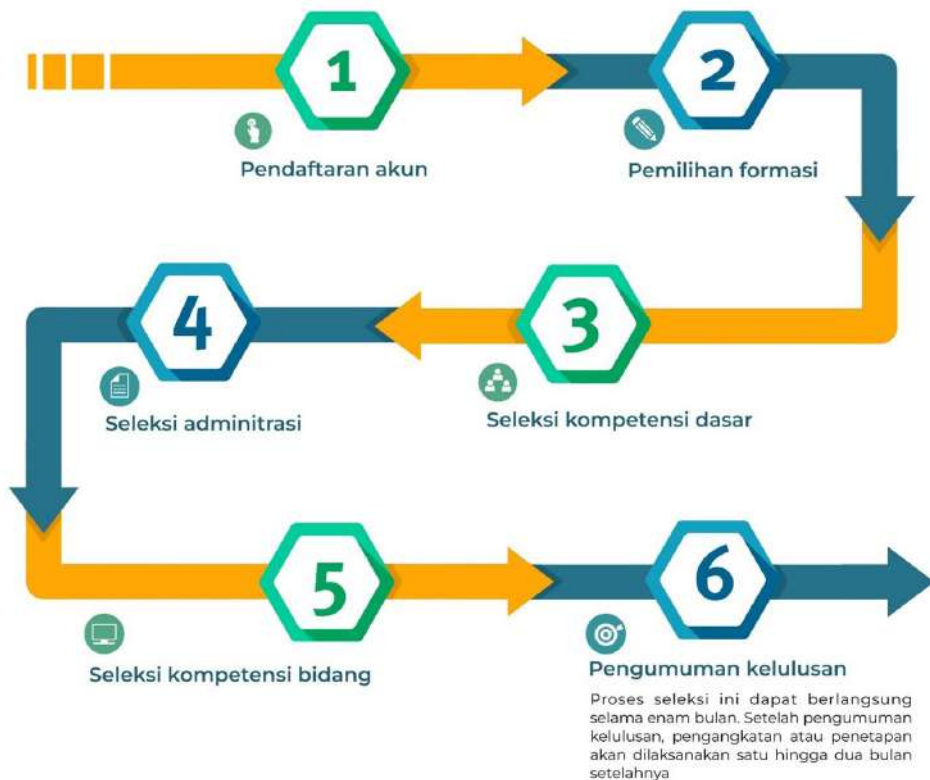 1
Pendaftaran akun
2
Pemilihan formasi
3
Seleksi kompetensi dasar
4
Seleksi adminitrasi
5
Seleksi kompetensi bidang
6
Pengumuman kelulusan
Proses seleksi ini dapat berlangsung
selama enam bulan. Setelah pengumuman
kelulusan, pengangkatan atau penetapan
akan dilaksanakan satu hingga dua bulan
setelahnya